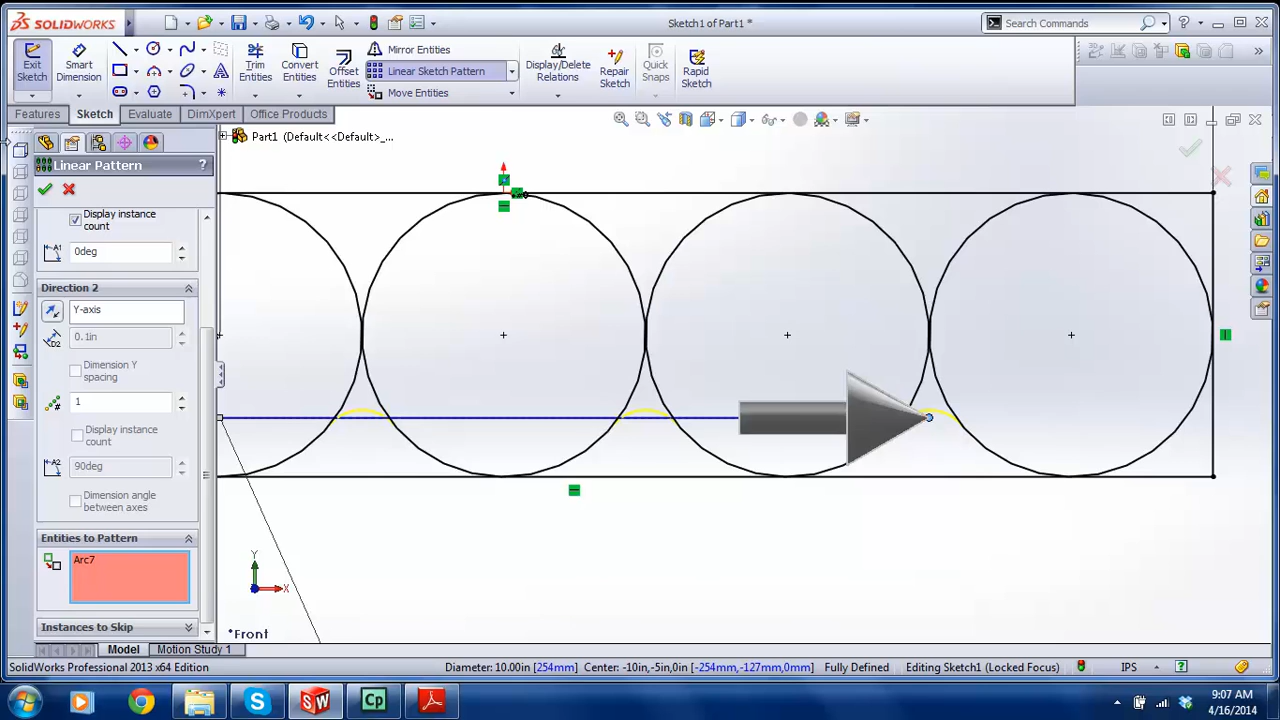 SOLIDWORKS
Sketch1 of Part1 *
Search Commands
Exit Sketch
Smart Dimension
Trim Entities
Convert Entities
Offset Entities
Mirror Entities
Linear Sketch Pattern
Move Entities
Display/Delete Relations
Repair Sketch
Quick Snaps
Rapid Sketch
Features
Sketch
Evaluate
DimXpert
Office Products
Part1 (Default<<Default>_...
Linear Pattern
?
Display instance
count
0deg
Direction 2
Y-axis
0.1in
Dimension Y
spacing
1
Display instance
count
90deg
Dimension angle
between axes
Entities to Pattern
Arc7
Instances to Skip
Y
X
*Front
Model
Motion Study 1
SolidWorks Professional 2013 x64 Edition
Diameter: 10.00in [254mm]
Center: -10in,-5in,0in [-254mm,-127mm,0mm]
Fully Defined
Editing Sketch1 (Locked Focus)
IPS
9:07 AM
4/16/2014